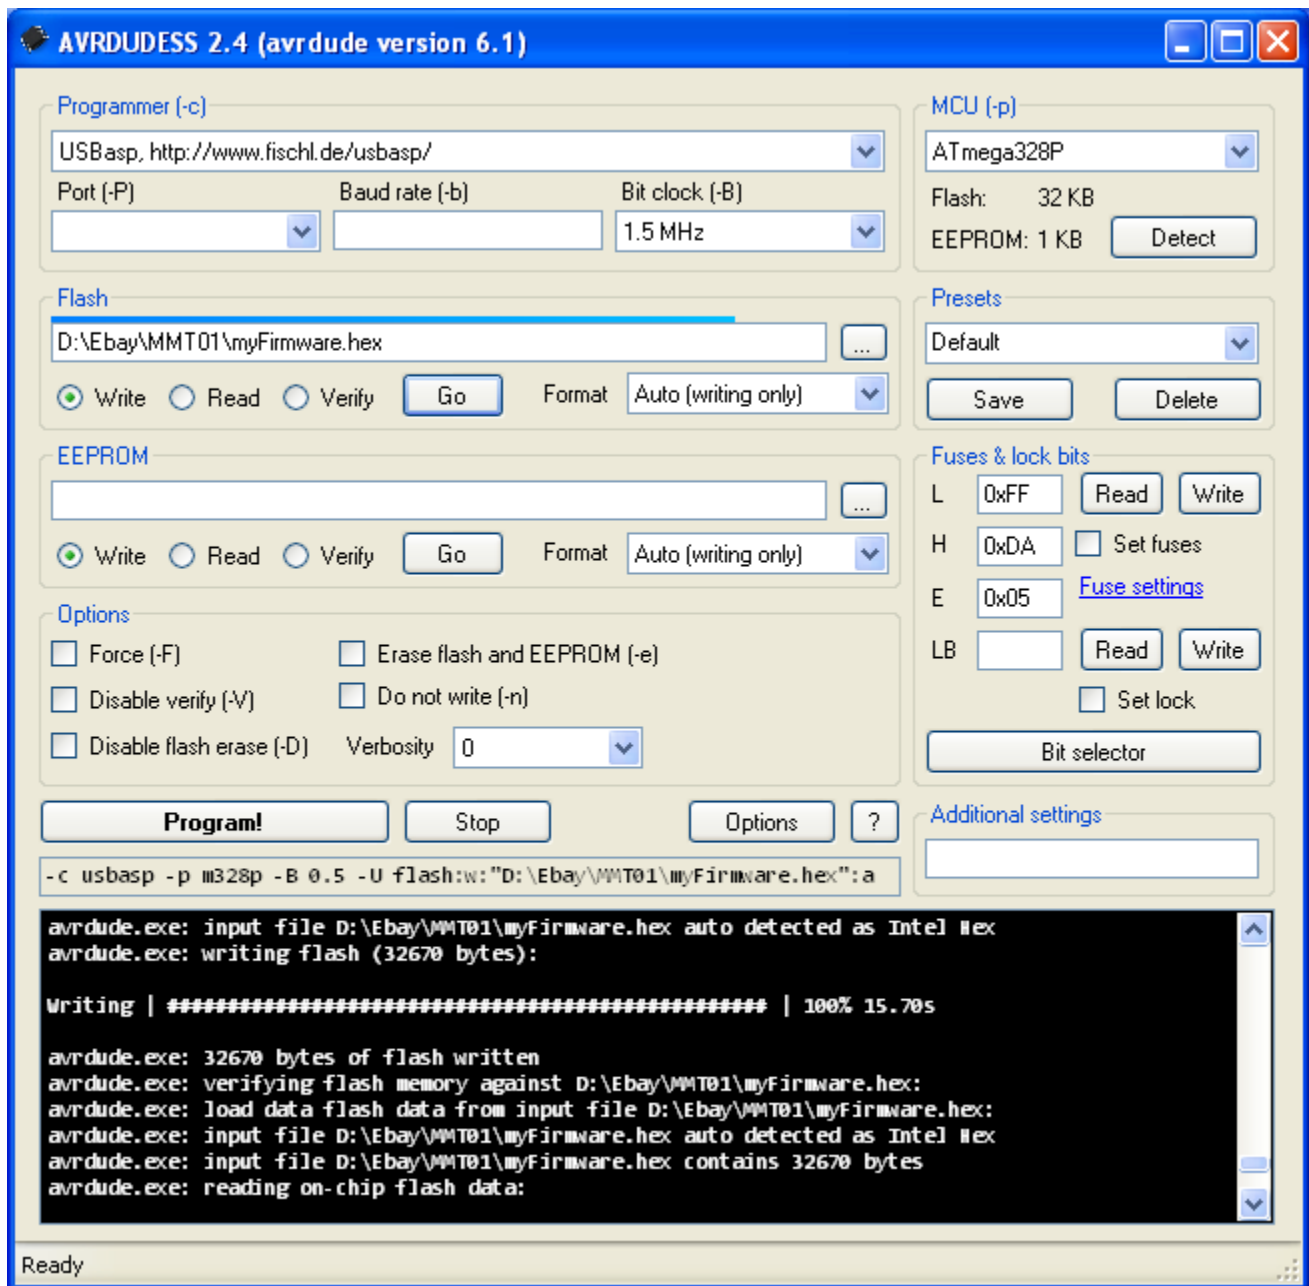 AVRDUDESS 2.4 (avrdude version 6.1)
Programmer (-c)
USBasp, http://www.fischl.de/usbasp/
Port (-P) Baud rate (-b) Bit clock (-B)
1.5 MHz
MCU (-p)
ATmega328P
Flash: 32 KB
EEPROM: 1 KB Detect
Flash
D:\Ebay\MMT01\myFirmware.hex ...
Write Read Verify Go Format Auto (writing only)
Presets
Default
Save Delete
EEPROM
...
Write Read Verify Go Format Auto (writing only)
Fuses & lock bits
L 0xFF Read Write
H 0xDA Set fuses
E 0x05 Fuse settings
LB Read Write
Set lock
Bit selector
Options
Force (-F) Erase flash and EEPROM (-e)
Disable verify (-V) Do not write (-n)
Disable flash erase (-D) Verbosity 0
Program! Stop Options ?
Additional settings
-c usbasp -p m328p -B 0.5 -U flash:w:"D:\Ebay\MMT01\myFirmware.hex":a
avrdude.exe: input file D:\Ebay\MMT01\myFirmware.hex auto detected as Intel Hex
avrdude.exe: writing flash (32670 bytes):
Writing | ################################################## | 100% 15.70s
avrdude.exe: 32670 bytes of flash written
avrdude.exe: verifying flash memory against D:\Ebay\MMT01\myFirmware.hex:
avrdude.exe: load data flash data from input file D:\Ebay\MMT01\myFirmware.hex:
avrdude.exe: input file D:\Ebay\MMT01\myFirmware.hex auto detected as Intel Hex
avrdude.exe: input file D:\Ebay\MMT01\myFirmware.hex contains 32670 bytes
avrdude.exe: reading on-chip flash data:
Ready